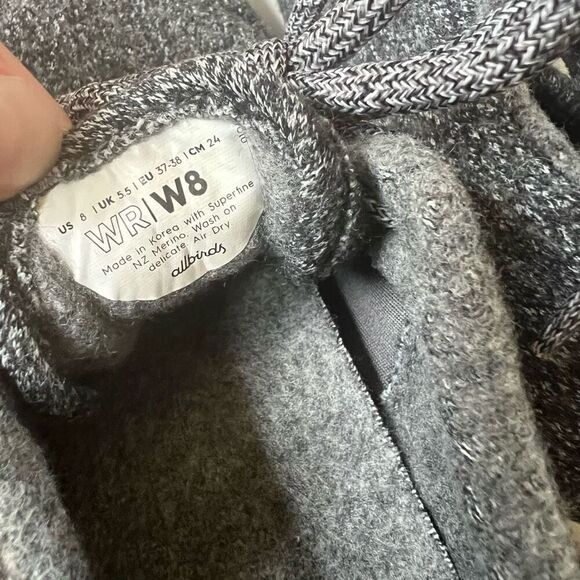 US 8 | UK 5.5 | EU 37-38 | CM 24
WR|W8
Made in Korea with Superfine
NZ Merino. Wash on
delicate Air Dry
allbirds